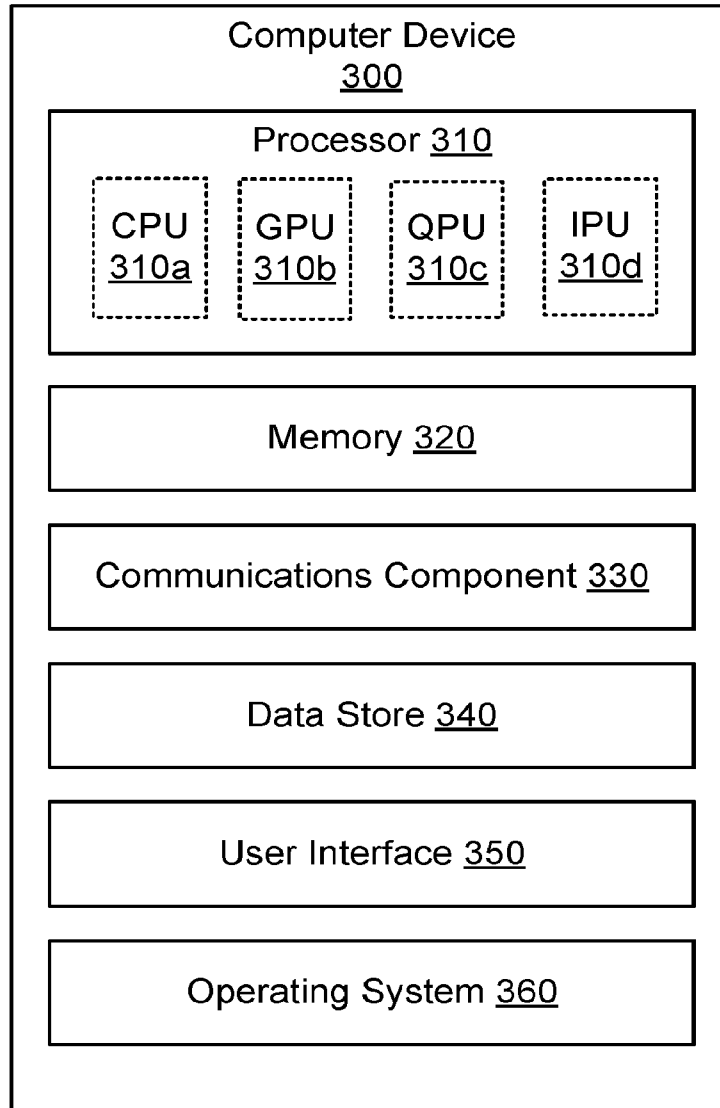 Computer Device
300
Processor 310
CPU GPU QPU IPU
310a 310b 310c 310d
Memory 320
Communications Component 330
Data Store 340
User Interface 350
Operating System 360